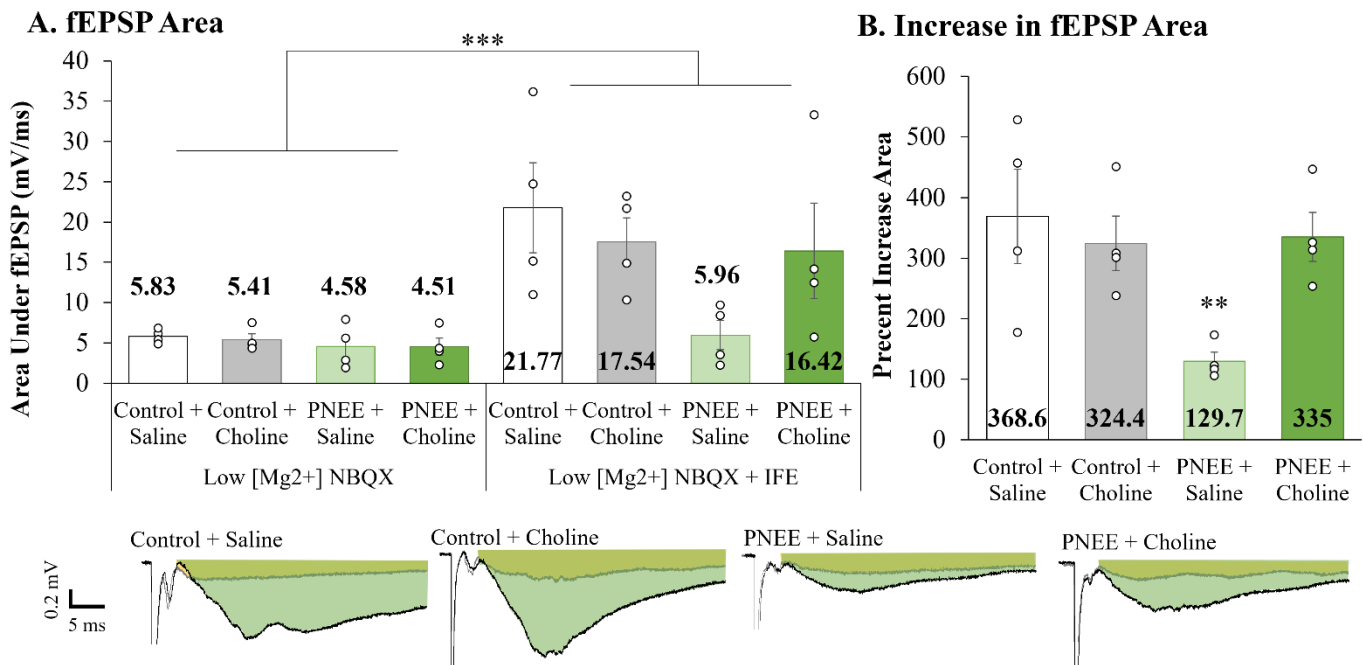 A. fEPSP Area
***
Area Under fEPSP (mV/ms)
40
35
30
25
20
15
10
5
0
5.83
5.41
4.58
4.51
21.77
17.54
5.96
16.42
Control + Saline
Control + Choline
PNEE + Saline
PNEE + Choline
Control + Saline
Control + Choline
PNEE + Saline
PNEE + Choline
Low [Mg2+] NBQX
Low [Mg2+] NBQX + IFE
B. Increase in fEPSP Area
Precent Increase Area
600
500
400
300
200
100
0
**
368.6
324.4
129.7
335
Control + Saline
Control + Choline
PNEE + Saline
PNEE + Choline
Control + Saline
Control + Choline
PNEE + Saline
PNEE + Choline
0.2 mV
5 ms